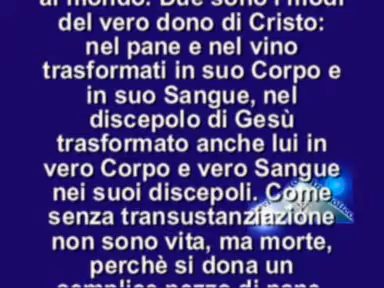 al mondo. Due sono i modi
del vero dono di Cristo:
nel pane e nel vino
trasformati in suo Corpo e
in suo Sangue, nel
discepolo di Gesù
trasformato anche lui in
vero Corpo e vero Sangue
nei suoi discepoli. Come
senza transustanziazione
non sono vita, ma morte,
perchè si dona un
semplice pezzo di pane,